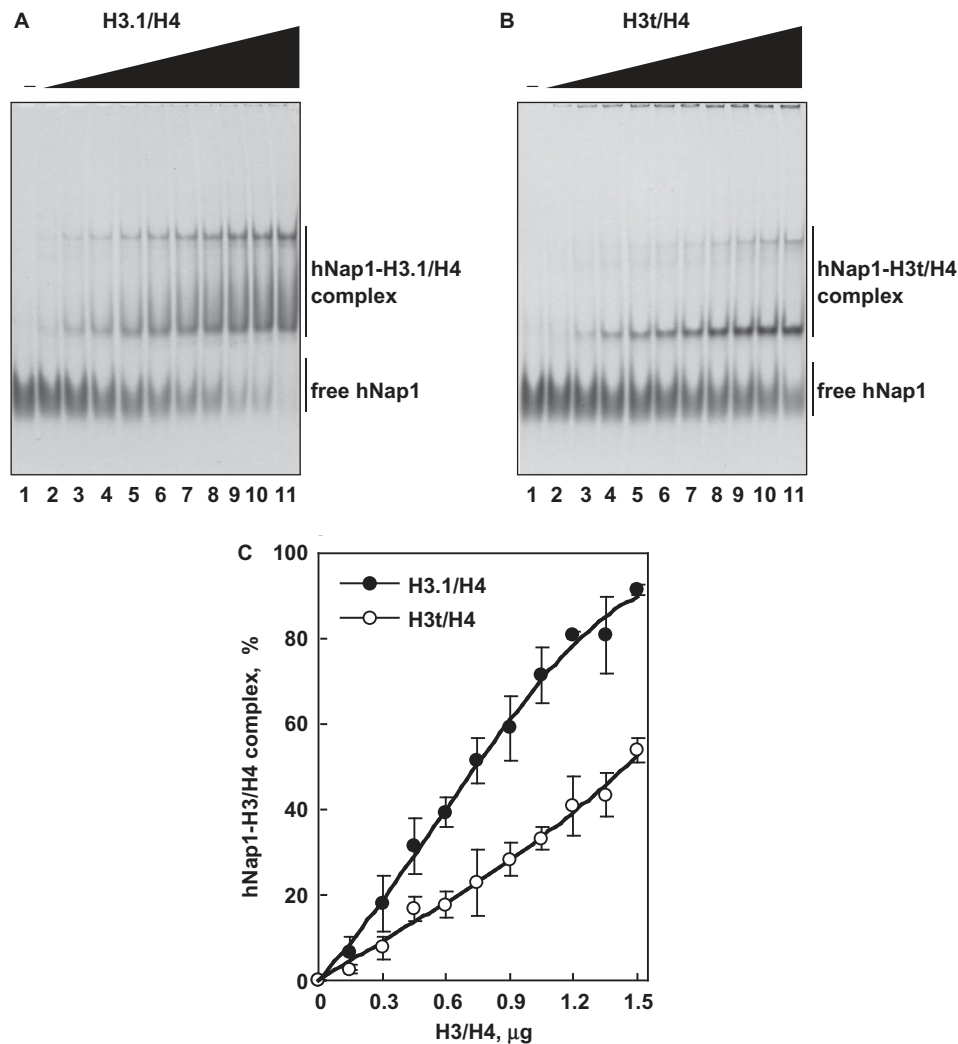 A H3.1/H4
–
hNap1-H3.1/H4
complex
free hNap1
1 2 3 4 5 6 7 8 9 10 11
B H3t/H4
–
hNap1-H3t/H4
complex
free hNap1
1 2 3 4 5 6 7 8 9 10 11
C
hNap1-H3/H4 complex, %
100
80
60
40
20
0
H3.1/H4
H3t/H4
0 0.3 0.6 0.9 1.2 1.5
H3/H4, μg